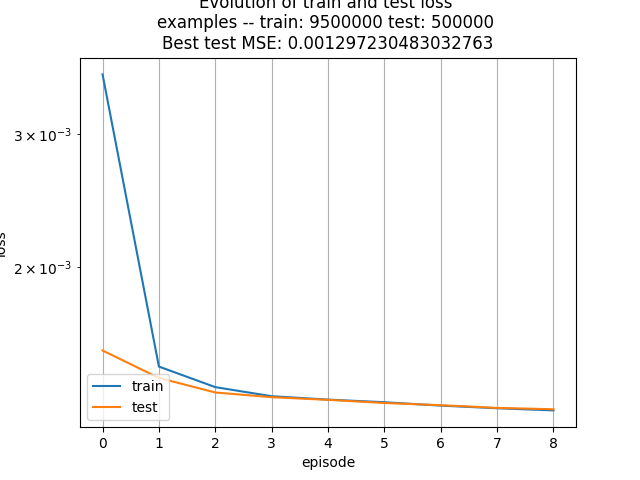 Evolution of train and test loss
examples -- train: 9500000 test: 500000
Best test MSE: 0.001297230483032763
3 × 10⁻³
2 × 10⁻³
loss
train
test
0 1 2 3 4 5 6 7 8
episode